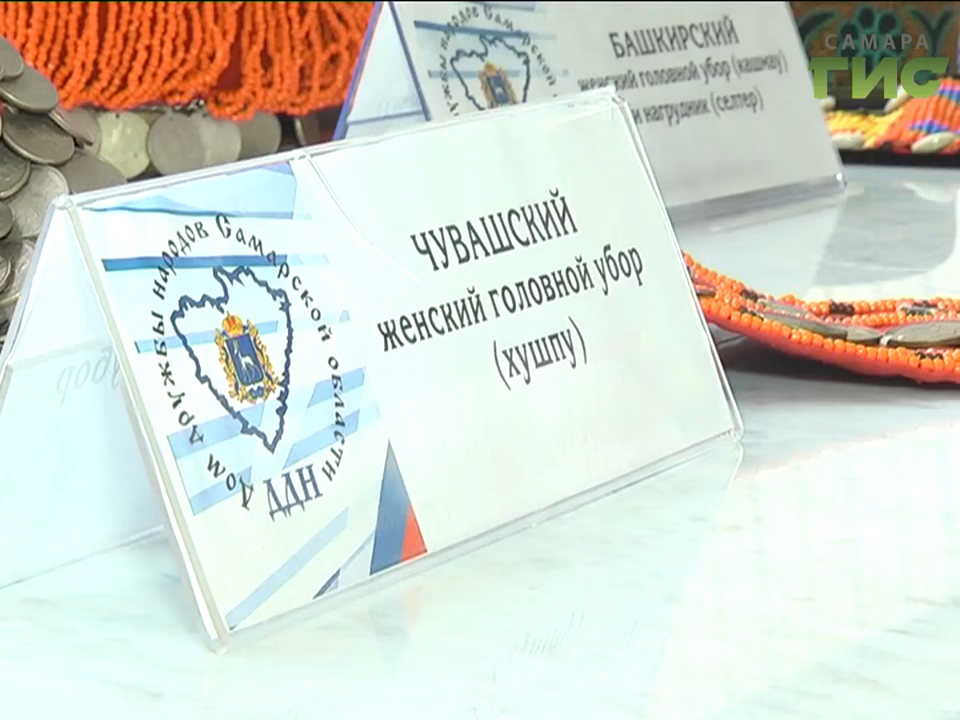 САМАРА
ГИС
БАШКИРСКИЙ
женский головной убор (кашмау)
и нагрудник (селтер)
ЧУВАШСКИЙ
женский головной убор
(хушпу)
Дом дружбы народов Самарской области
ДДН